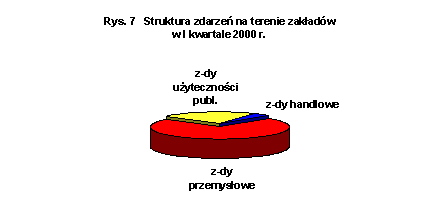 Rys. 7 Struktura zdarzeń na terenie zakładów
w I kwartale 2000 r.
z-dy
użyteczności
publ.
z-dy handlowe
z-dy
przemysłowe